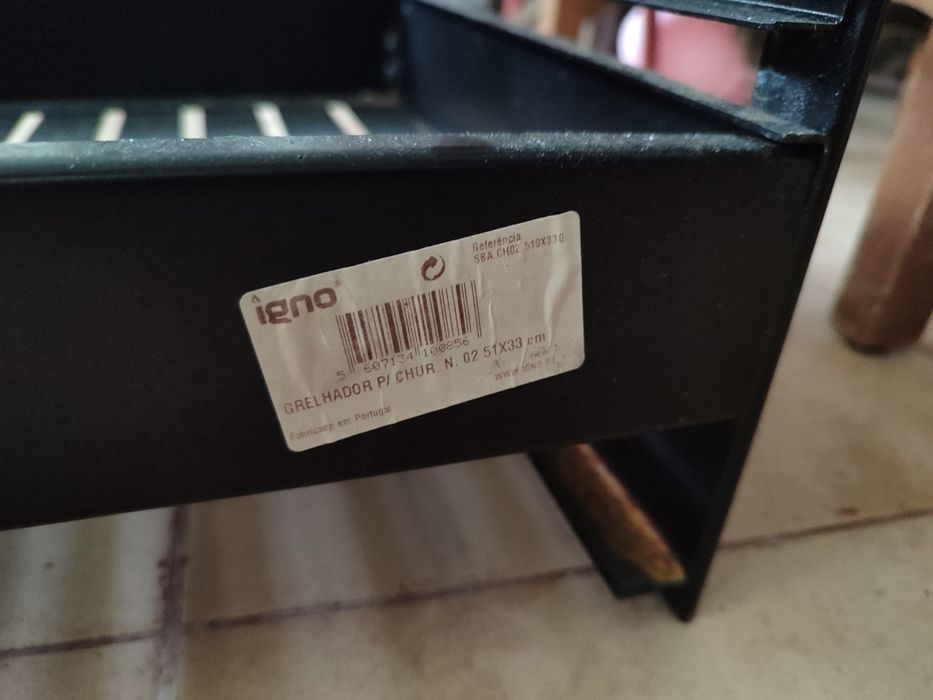 igno
Referência
SBA.CH02.510X330
5 607134 100856
GRELHADOR P/ CHUR. N. 02 51X33 cm
WWW.IGNO.PT
Fabricado em Portugal